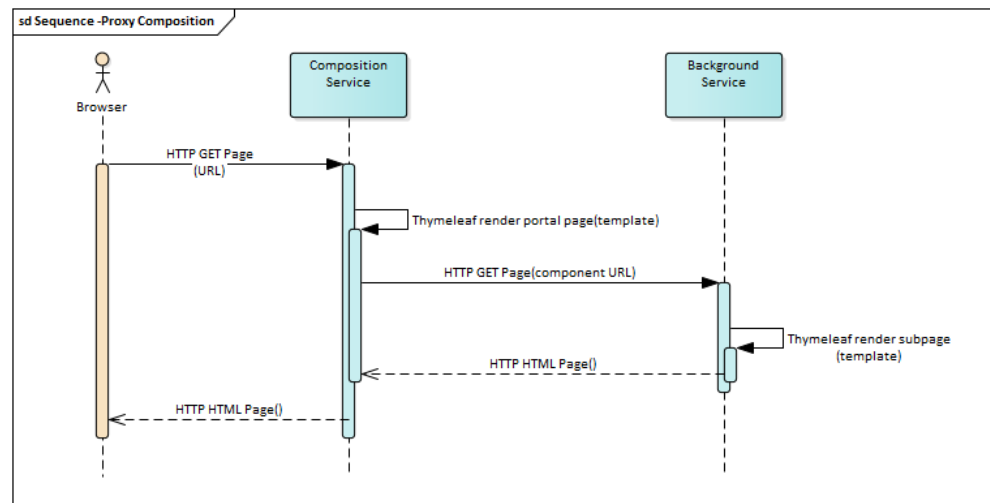 sd Sequence -Proxy Composition
Composition
Service
Background
Service
Browser
HTTP GET Page
(URL)
Thymeleaf render portal page(template)
HTTP GET Page(component URL)
Thymeleaf render subpage
(template)
HTTP HTML Page()
HTTP HTML Page()